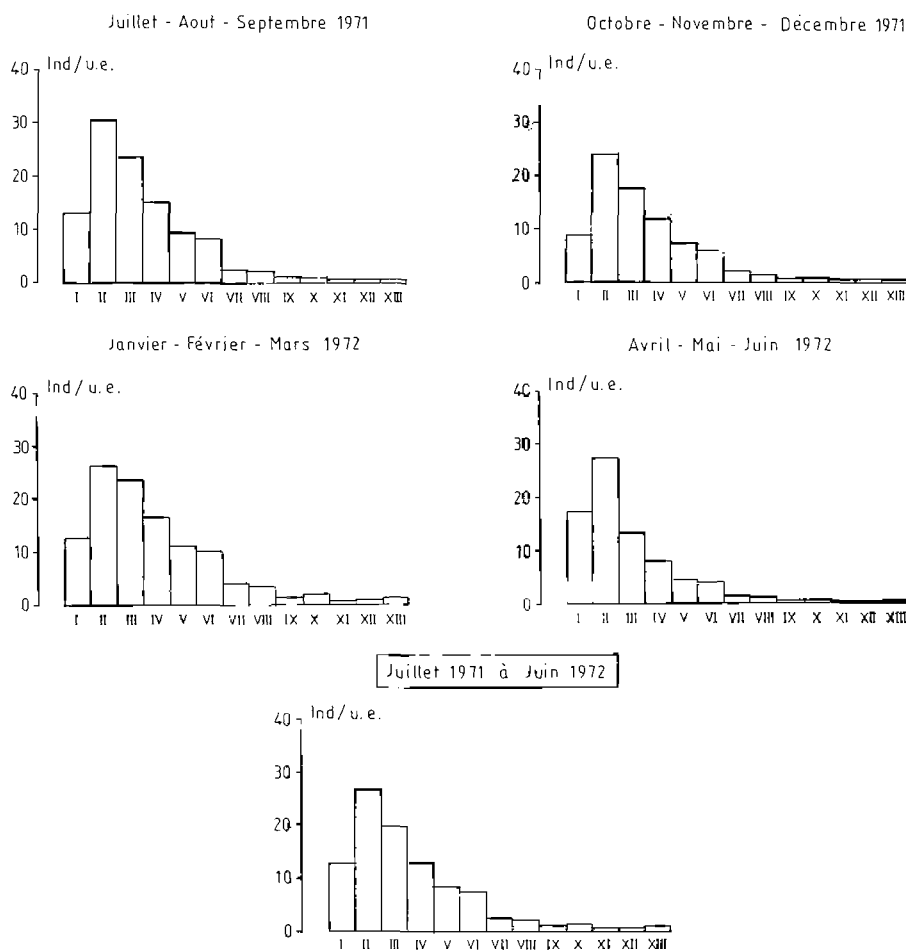 Juillet - Aout - Septembre 1971
Ind/u.e.
40
30
20
10
0
I II III IV V VI VII VIII IX X XI XII XIII
Octobre - Novembre - Décembre 1971
Ind/u.e.
40
30
20
10
0
I II III IV V VI VII VIII IX X XI XII XIII
Janvier - Février - Mars 1972
Ind/u.e.
40
30
20
10
0
I II III IV V VI VII VIII IX X XI XII XIII
Avril - Mai - Juin 1972
Ind/u.e.
40
30
20
10
0
I II III IV V VI VII VIII IX X XI XII XIII
Juillet 1971 à Juin 1972
Ind/u.e.
40
30
20
10
0
I II III IV V VI VII VIII IX X XI XII XIII